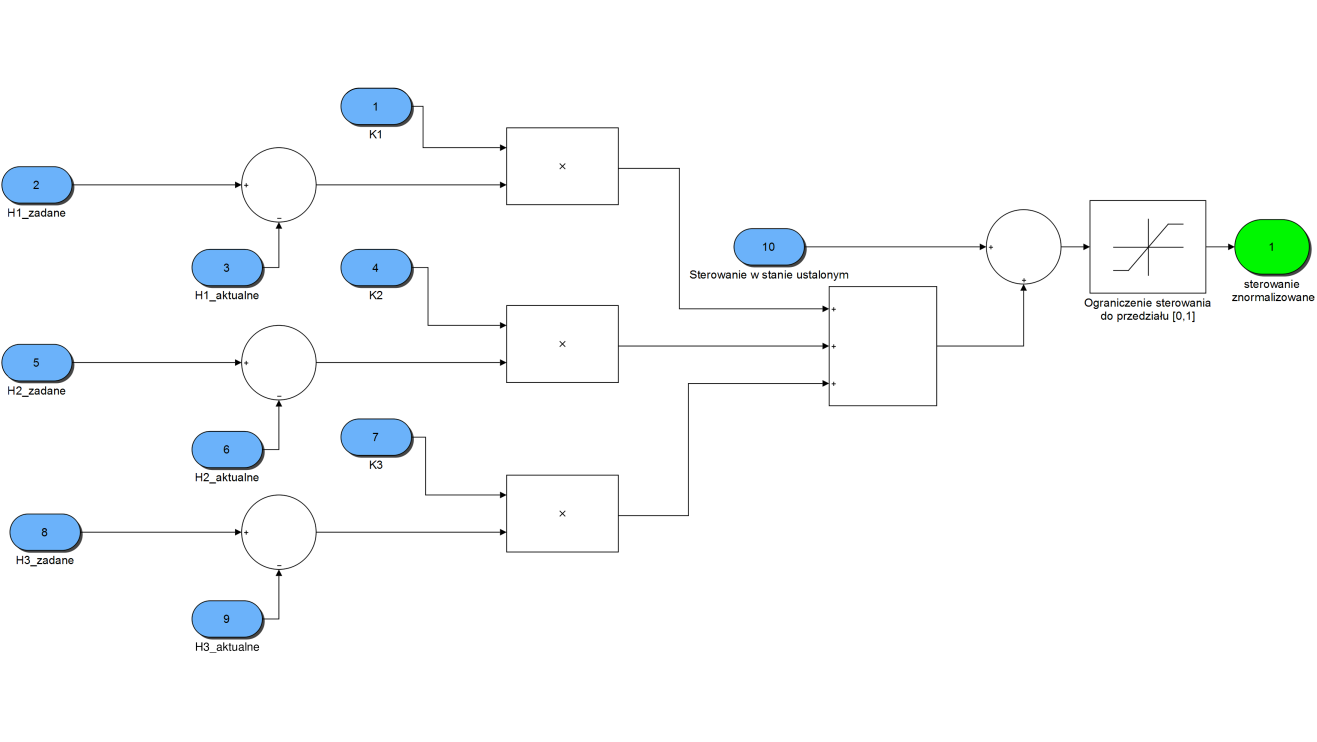 1
K1
×
2
H1_zadane
+
−
3
H1_aktualne
4
K2
×
5
H2_zadane
+
−
6
H2_aktualne
7
K3
×
8
H3_zadane
+
−
9
H3_aktualne
10
Sterowanie w stanie ustalonym
+
+
+
+
+
Ograniczenie sterowania
do przedziału [0,1]
1
sterowanie
znormalizowane